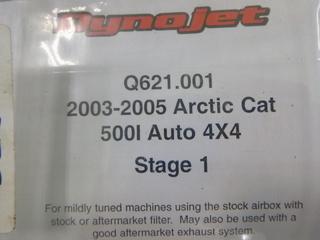 Dynojet
Q621.001
2003-2005 Arctic Cat
500I Auto 4X4
Stage 1
For mildly tuned machines using the stock airbox with
stock or aftermarket filter. May also be used with a
good aftermarket exhaust system.